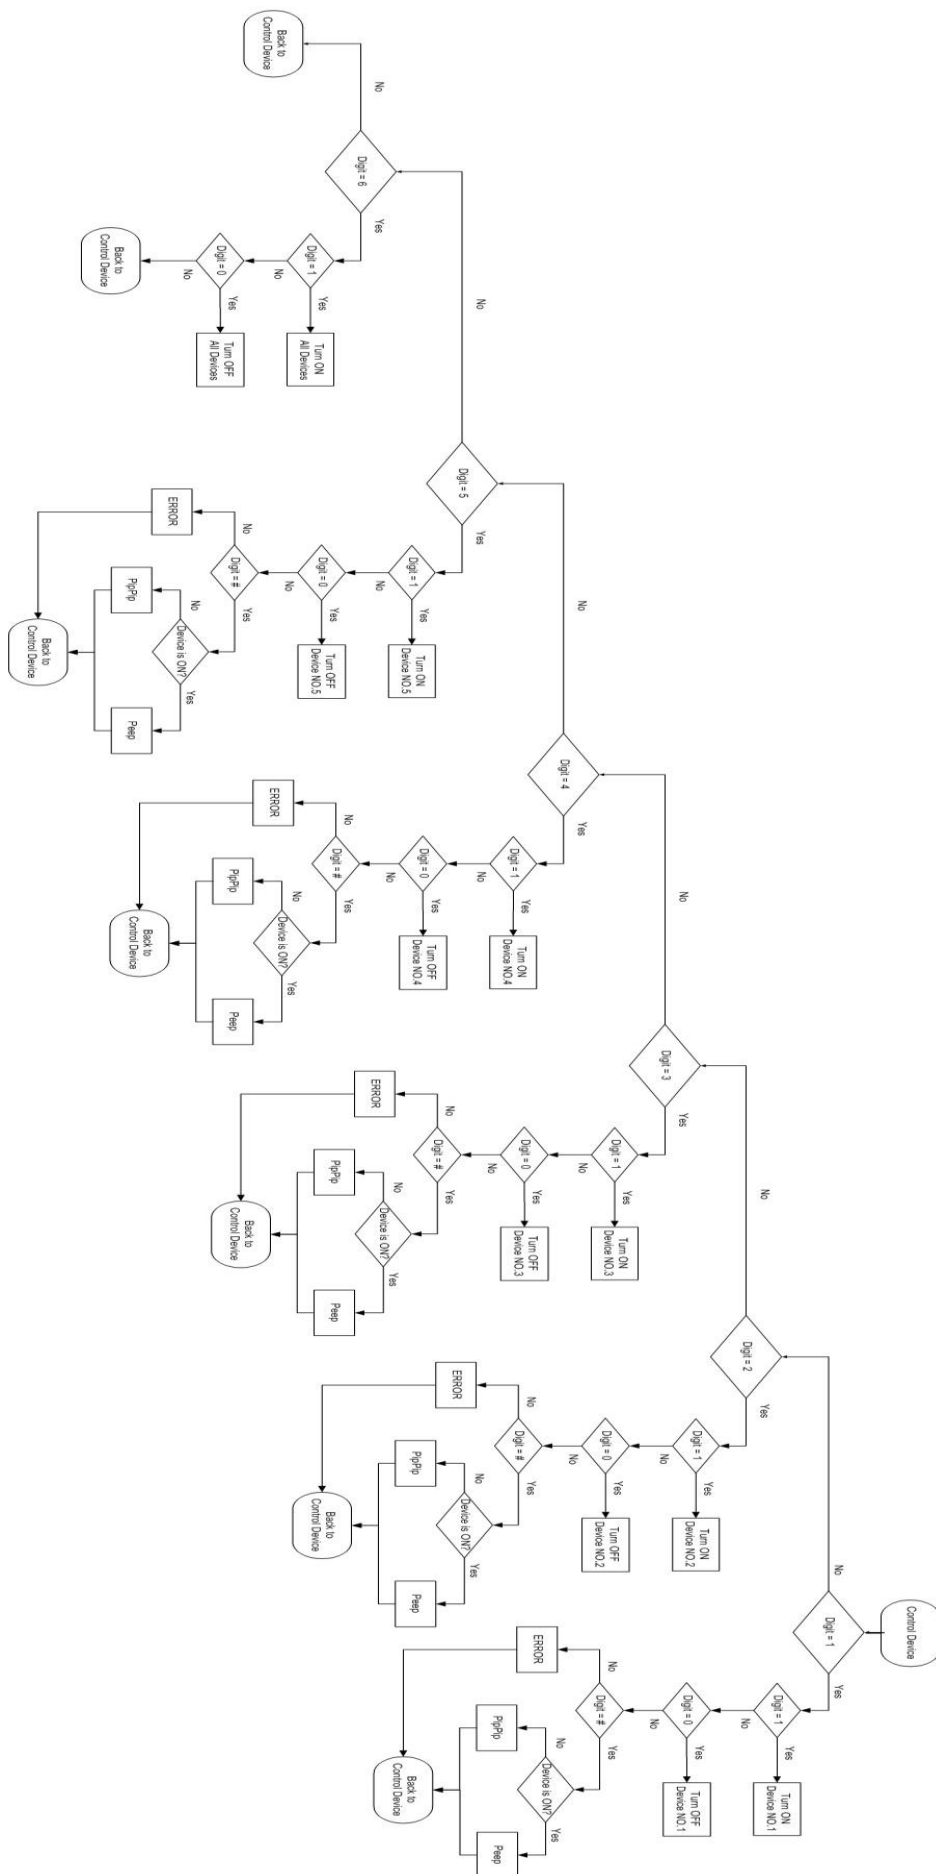 Control Device
Digit = 1
Yes
No
Digit = 1
Yes
No
Turn ON
Device NO.1
Digit = 0
Yes
No
Turn OFF
Device NO.1
Digit = #
Yes
No
ERROR
Device is ON?
No
Yes
PipPip
Peep
Back to
Control Device
Digit = 2
Yes
No
Digit = 1
Yes
No
Turn ON
Device NO.2
Digit = 0
Yes
No
Turn OFF
Device NO.2
Digit = #
Yes
No
ERROR
Device is ON?
No
Yes
PipPip
Peep
Back to
Control Device
Digit = 3
Yes
No
Digit = 1
Yes
No
Turn ON
Device NO.3
Digit = 0
Yes
No
Turn OFF
Device NO.3
Digit = #
Yes
No
ERROR
Device is ON?
No
Yes
PipPip
Peep
Back to
Control Device
Digit = 4
Yes
No
Digit = 1
Yes
No
Turn ON
Device NO.4
Digit = 0
Yes
No
Turn OFF
Device NO.4
Digit = #
Yes
No
ERROR
Device is ON?
No
Yes
PipPip
Peep
Back to
Control Device
Digit = 5
Yes
No
Digit = 1
Yes
No
Turn ON
Device NO.5
Digit = 0
Yes
No
Turn OFF
Device NO.5
Digit = #
Yes
No
ERROR
Device is ON?
No
Yes
PipPip
Peep
Back to
Control Device
Digit = 6
Yes
No
Digit = 1
Yes
No
Turn ON
All Devices
Digit = 0
Yes
No
Turn OFF
All Devices
Back to
Control Device
Back to
Control Device